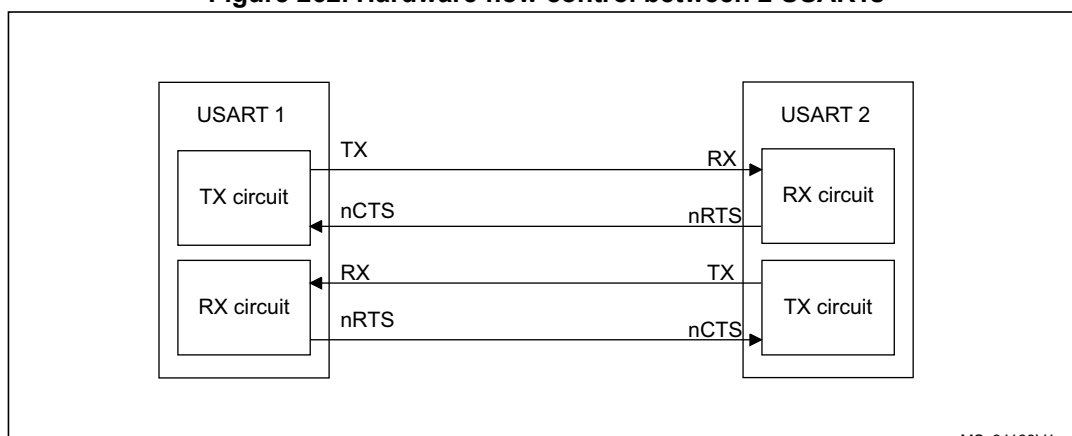 USART 1
USART 2
TX
RX
TX circuit
RX circuit
nCTS
nRTS
RX
TX
RX circuit
TX circuit
nRTS
nCTS